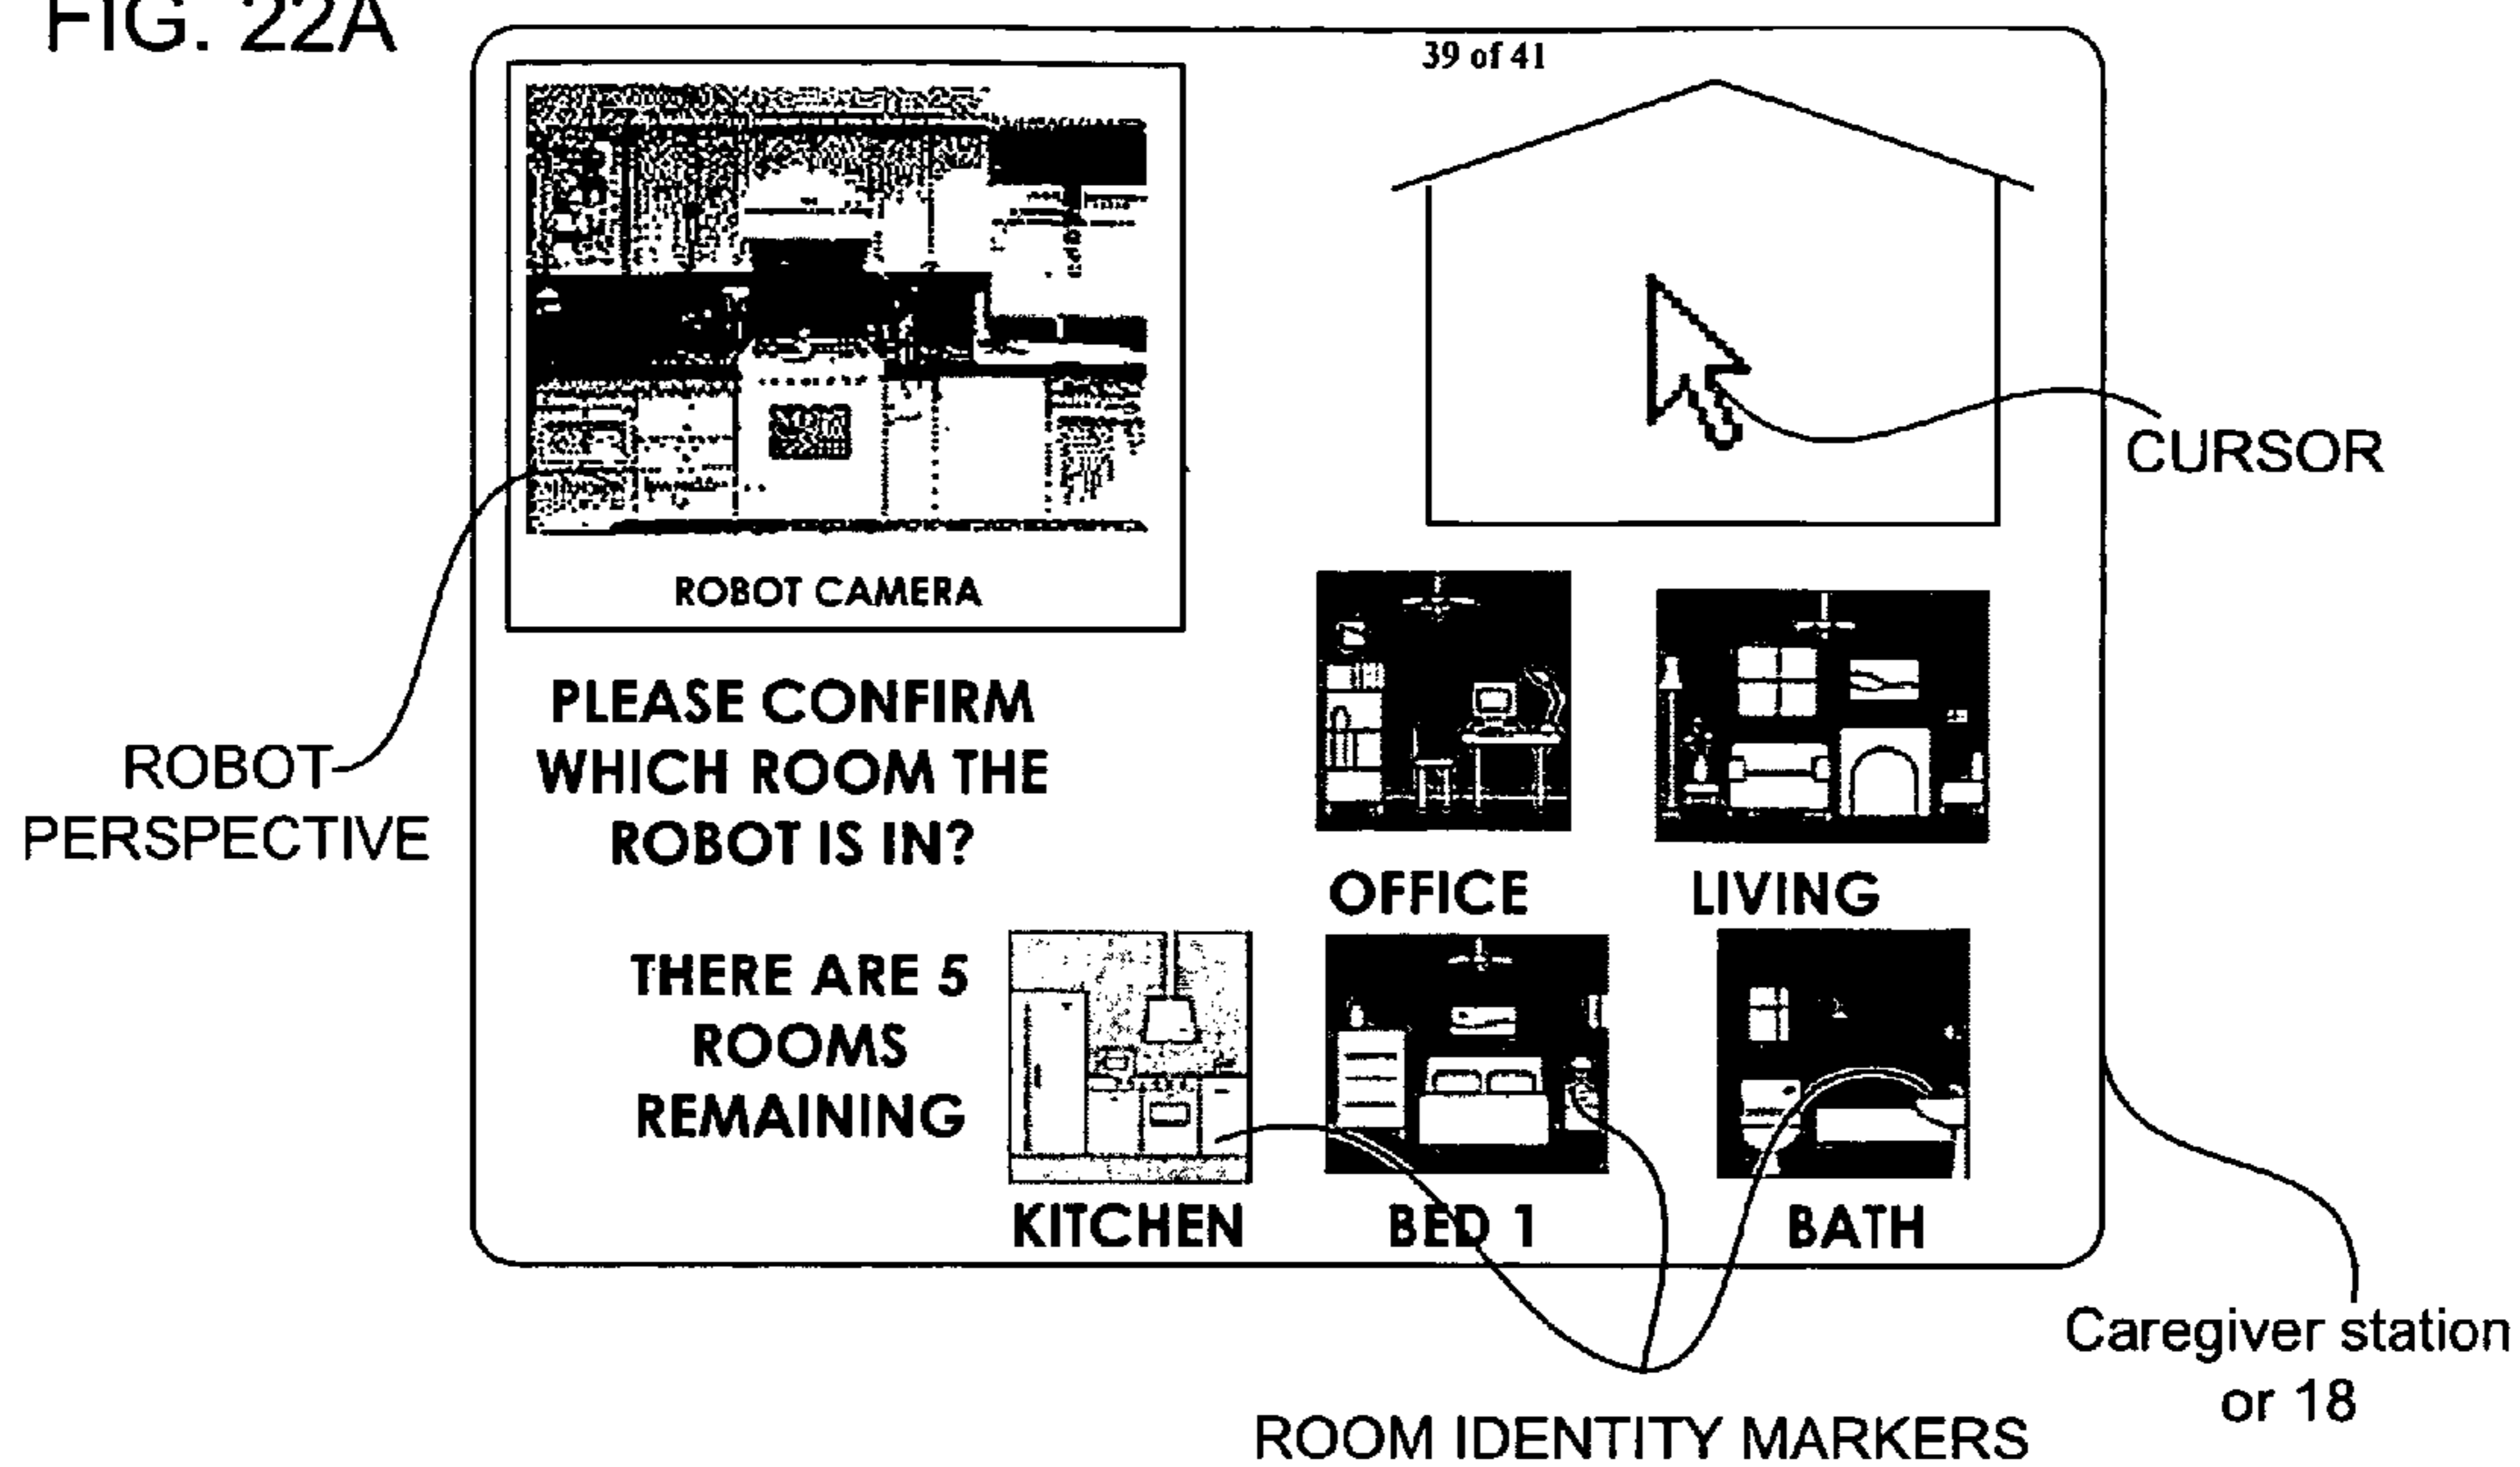 FIG. 22A
39 of 41
CURSOR
ROBOT CAMERA
PLEASE CONFIRM
WHICH ROOM THE
ROBOT IS IN?
ROBOT
PERSPECTIVE
OFFICE
LIVING
THERE ARE 5
ROOMS
REMAINING
KITCHEN
BED 1
BATH
Caregiver station
or 18
ROOM IDENTITY MARKERS